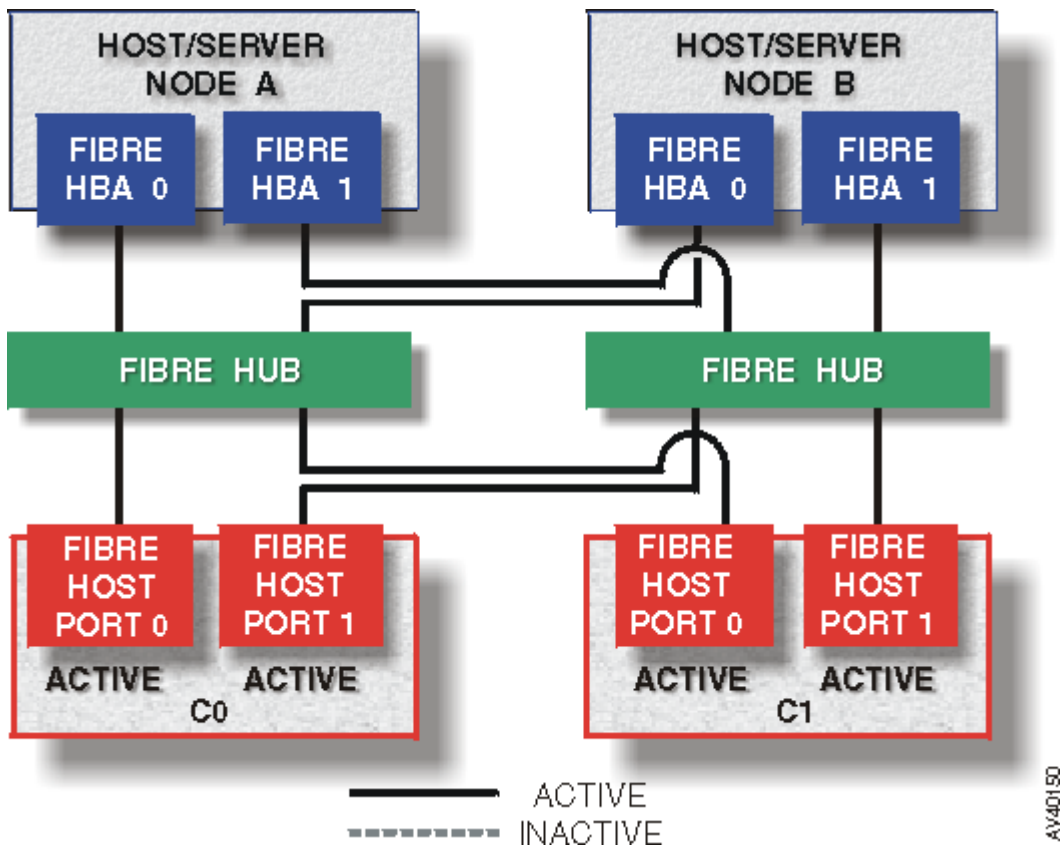 HOST/SERVER
NODE A
HOST/SERVER
NODE B
FIBRE
HBA 0
FIBRE
HBA 1
FIBRE
HBA 0
FIBRE
HBA 1
FIBRE HUB
FIBRE HUB
FIBRE
HOST
PORT 0
FIBRE
HOST
PORT 1
FIBRE
HOST
PORT 0
FIBRE
HOST
PORT 1
ACTIVE
ACTIVE
C0
ACTIVE
ACTIVE
C1
ACTIVE
INACTIVE
AV40150